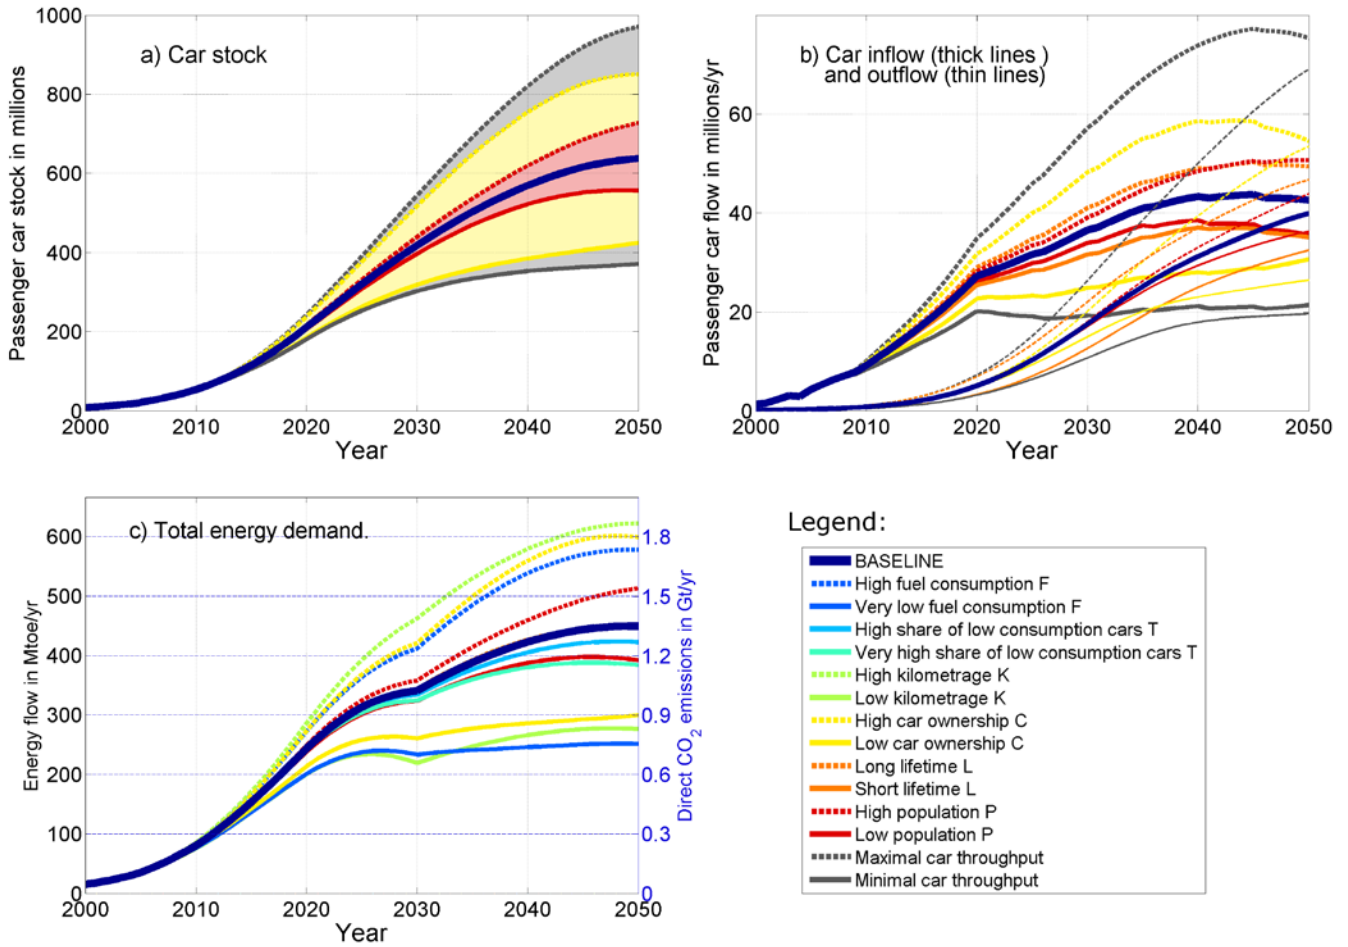 a) Car stock
Passenger car stock in millions
1000
800
600
400
200
0
2000 2010 2020 2030 2040 2050
Year
b) Car inflow (thick lines )
and outflow (thin lines)
Passenger car flow in millions/yr
60
40
20
0
2000 2010 2020 2030 2040 2050
Year
c) Total energy demand.
Energy flow in Mtoe/yr
600
500
400
300
200
100
0
1.8
1.5
1.2
0.9
0.6
0.3
0
Direct CO2 emissions in Gt/yr
2000 2010 2020 2030 2040 2050
Year
Legend:
BASELINE
High fuel consumption F
Very low fuel consumption F
High share of low consumption cars T
Very high share of low consumption cars T
High kilometrage K
Low kilometrage K
High car ownership C
Low car ownership C
Long lifetime L
Short lifetime L
High population P
Low population P
Maximal car throughput
Minimal car throughput